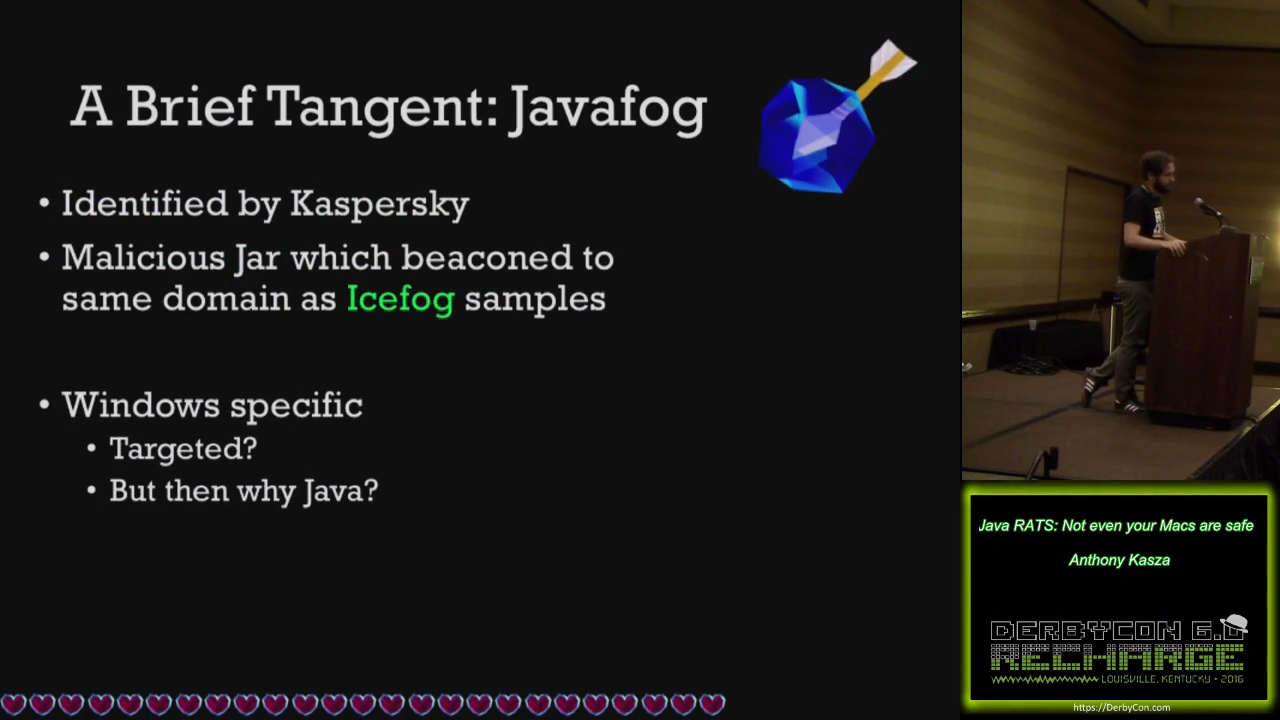 A Brief Tangent: Javafog
• Identified by Kaspersky
• Malicious Jar which beaconed to
same domain as Icefog samples
• Windows specific
• Targeted?
• But then why Java?
Java RATS: Not even your Macs are safe
Anthony Kasza
DERBYCON 6.0
RECHARGE
LOUISVILLE, KENTUCKY • 2016
https://DerbyCon.com